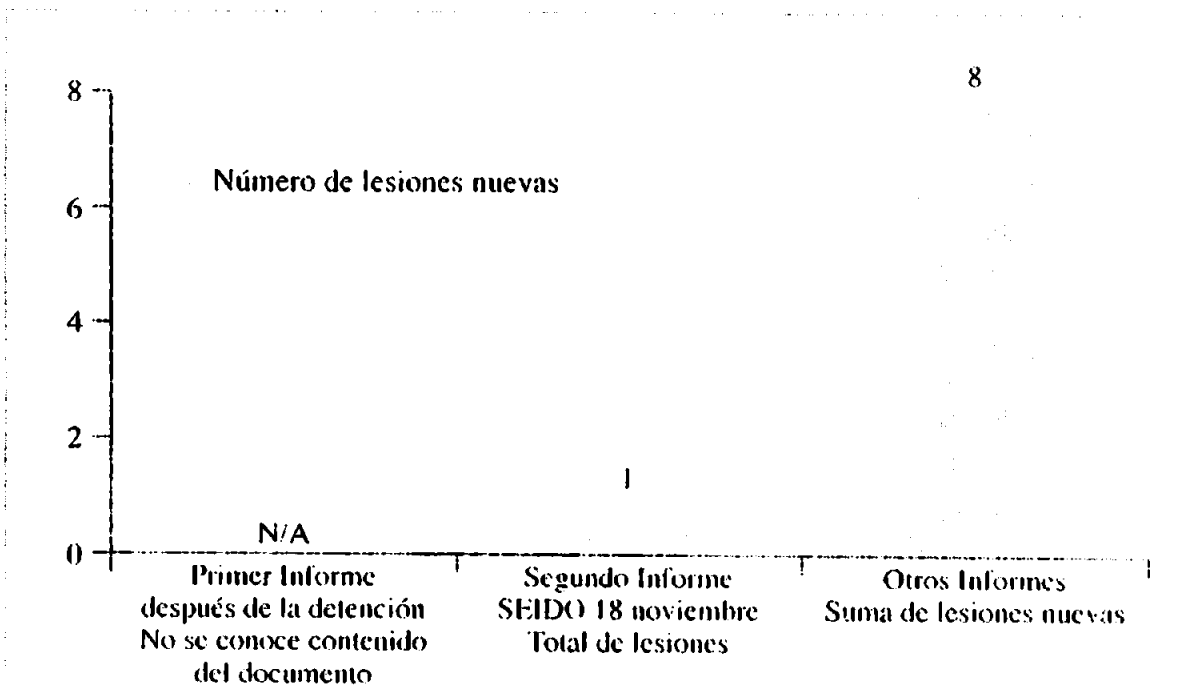 8
8
Número de lesiones nuevas
6
4
2
1
N/A
0
Primer Informe
después de la detención
No se conoce contenido
del documento
Segundo Informe
SEIDO 18 noviembre
Total de lesiones
Otros Informes
Suma de lesiones nuevas